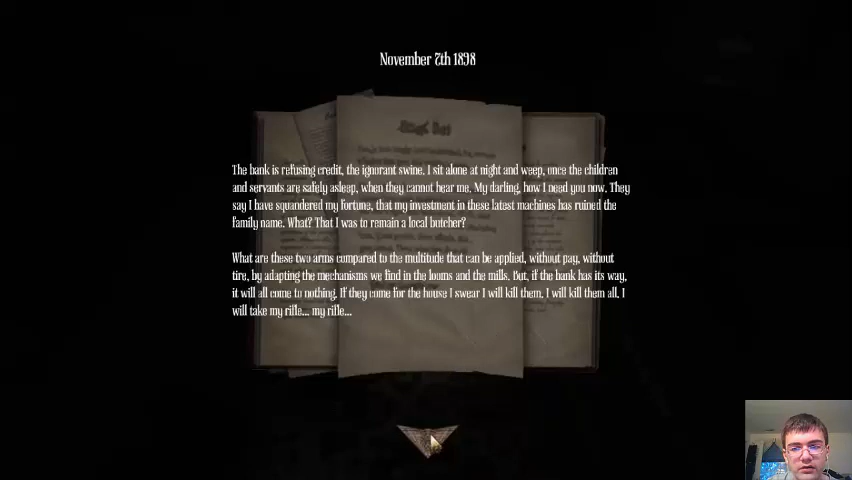 November 7th 1898
The bank is refusing credit, the ignorant swine. I sit alone at night and weep, once the children
and servants are safely asleep, when they cannot hear me. My darling, how I need you now. They
say I have squandered my fortune, that my investment in these latest machines has ruined the
family name. What? That I was to remain a local butcher?
What are these two arms compared to the multitude that can be applied, without pay, without
tire, by adapting the mechanisms we find in the looms and the mills. But, if the bank has its way,
it will all come to nothing. If they come for the house I swear I will kill them. I will kill them all. I
will take my rifle... my rifle...